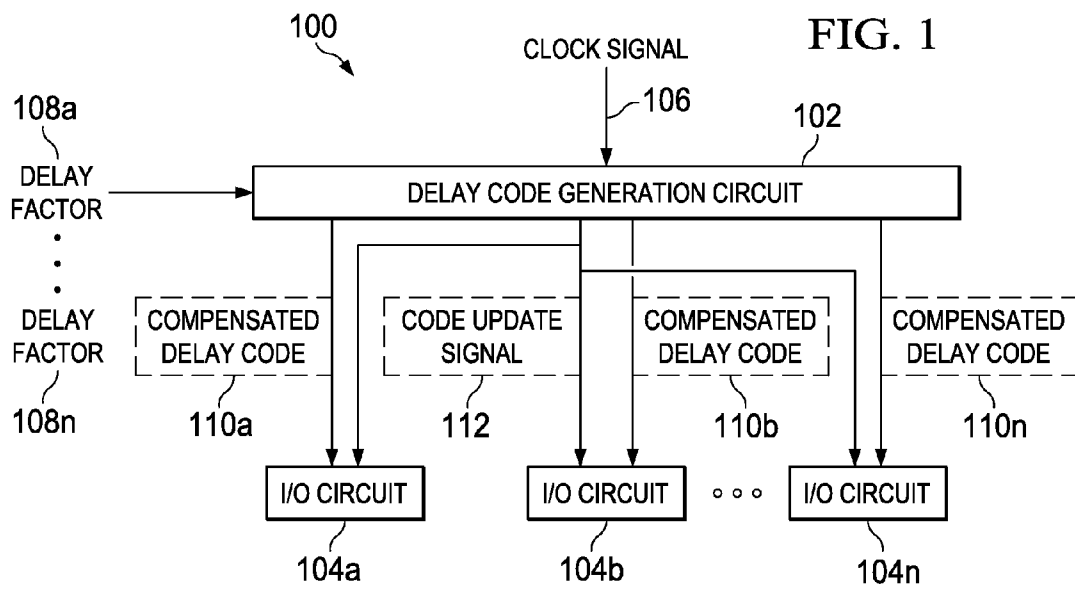 FIG. 1
100
CLOCK SIGNAL
106
102
108a
DELAY
FACTOR
DELAY CODE GENERATION CIRCUIT
DELAY
FACTOR
108n
COMPENSATED
DELAY CODE
110a
CODE UPDATE
SIGNAL
112
COMPENSATED
DELAY CODE
110b
COMPENSATED
DELAY CODE
110n
I/O CIRCUIT
104a
I/O CIRCUIT
104b
I/O CIRCUIT
104n